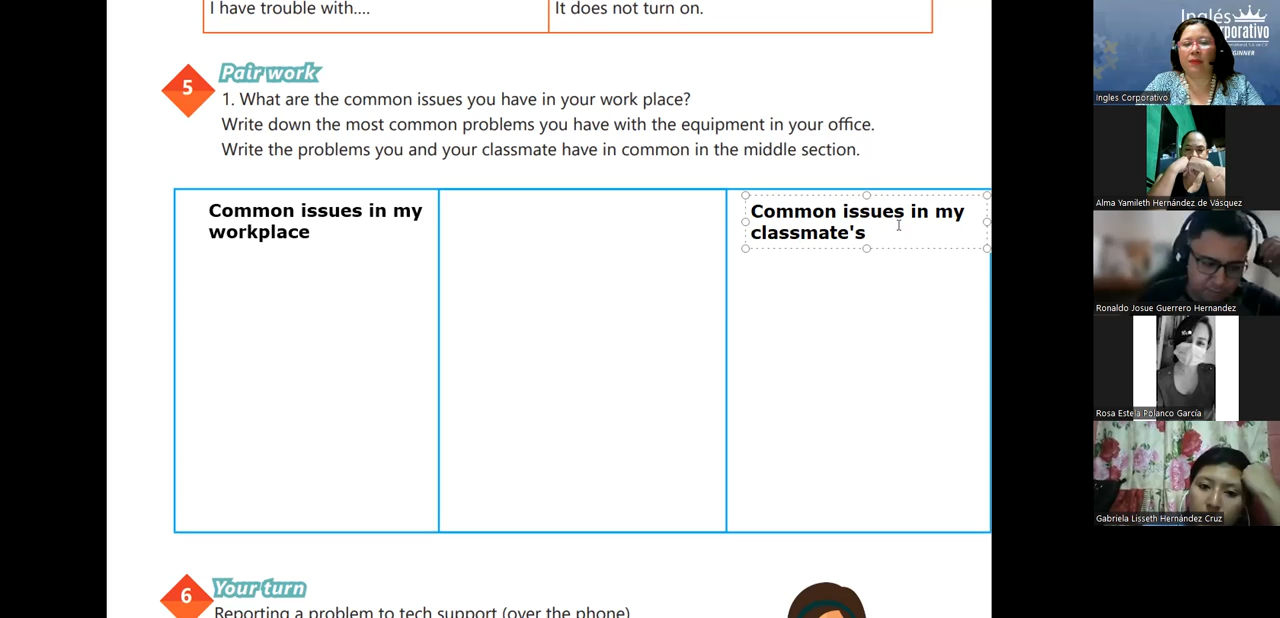 I have trouble with....
It does not turn on.
5
Pair work
1. What are the common issues you have in your work place?
Write down the most common problems you have with the equipment in your office.
Write the problems you and your classmate have in common in the middle section.
Common issues in my
workplace
Common issues in my
classmate's
6
Your turn
Reporting a problem to tech support (over the phone)
Inglés
Ingles Corporativo
Alma Yamileth Hernández de Vásquez
Ronaldo Josue Guerrero Hernandez
Rosa Estela Polanco García
Gabriela Lisseth Hernández Cruz